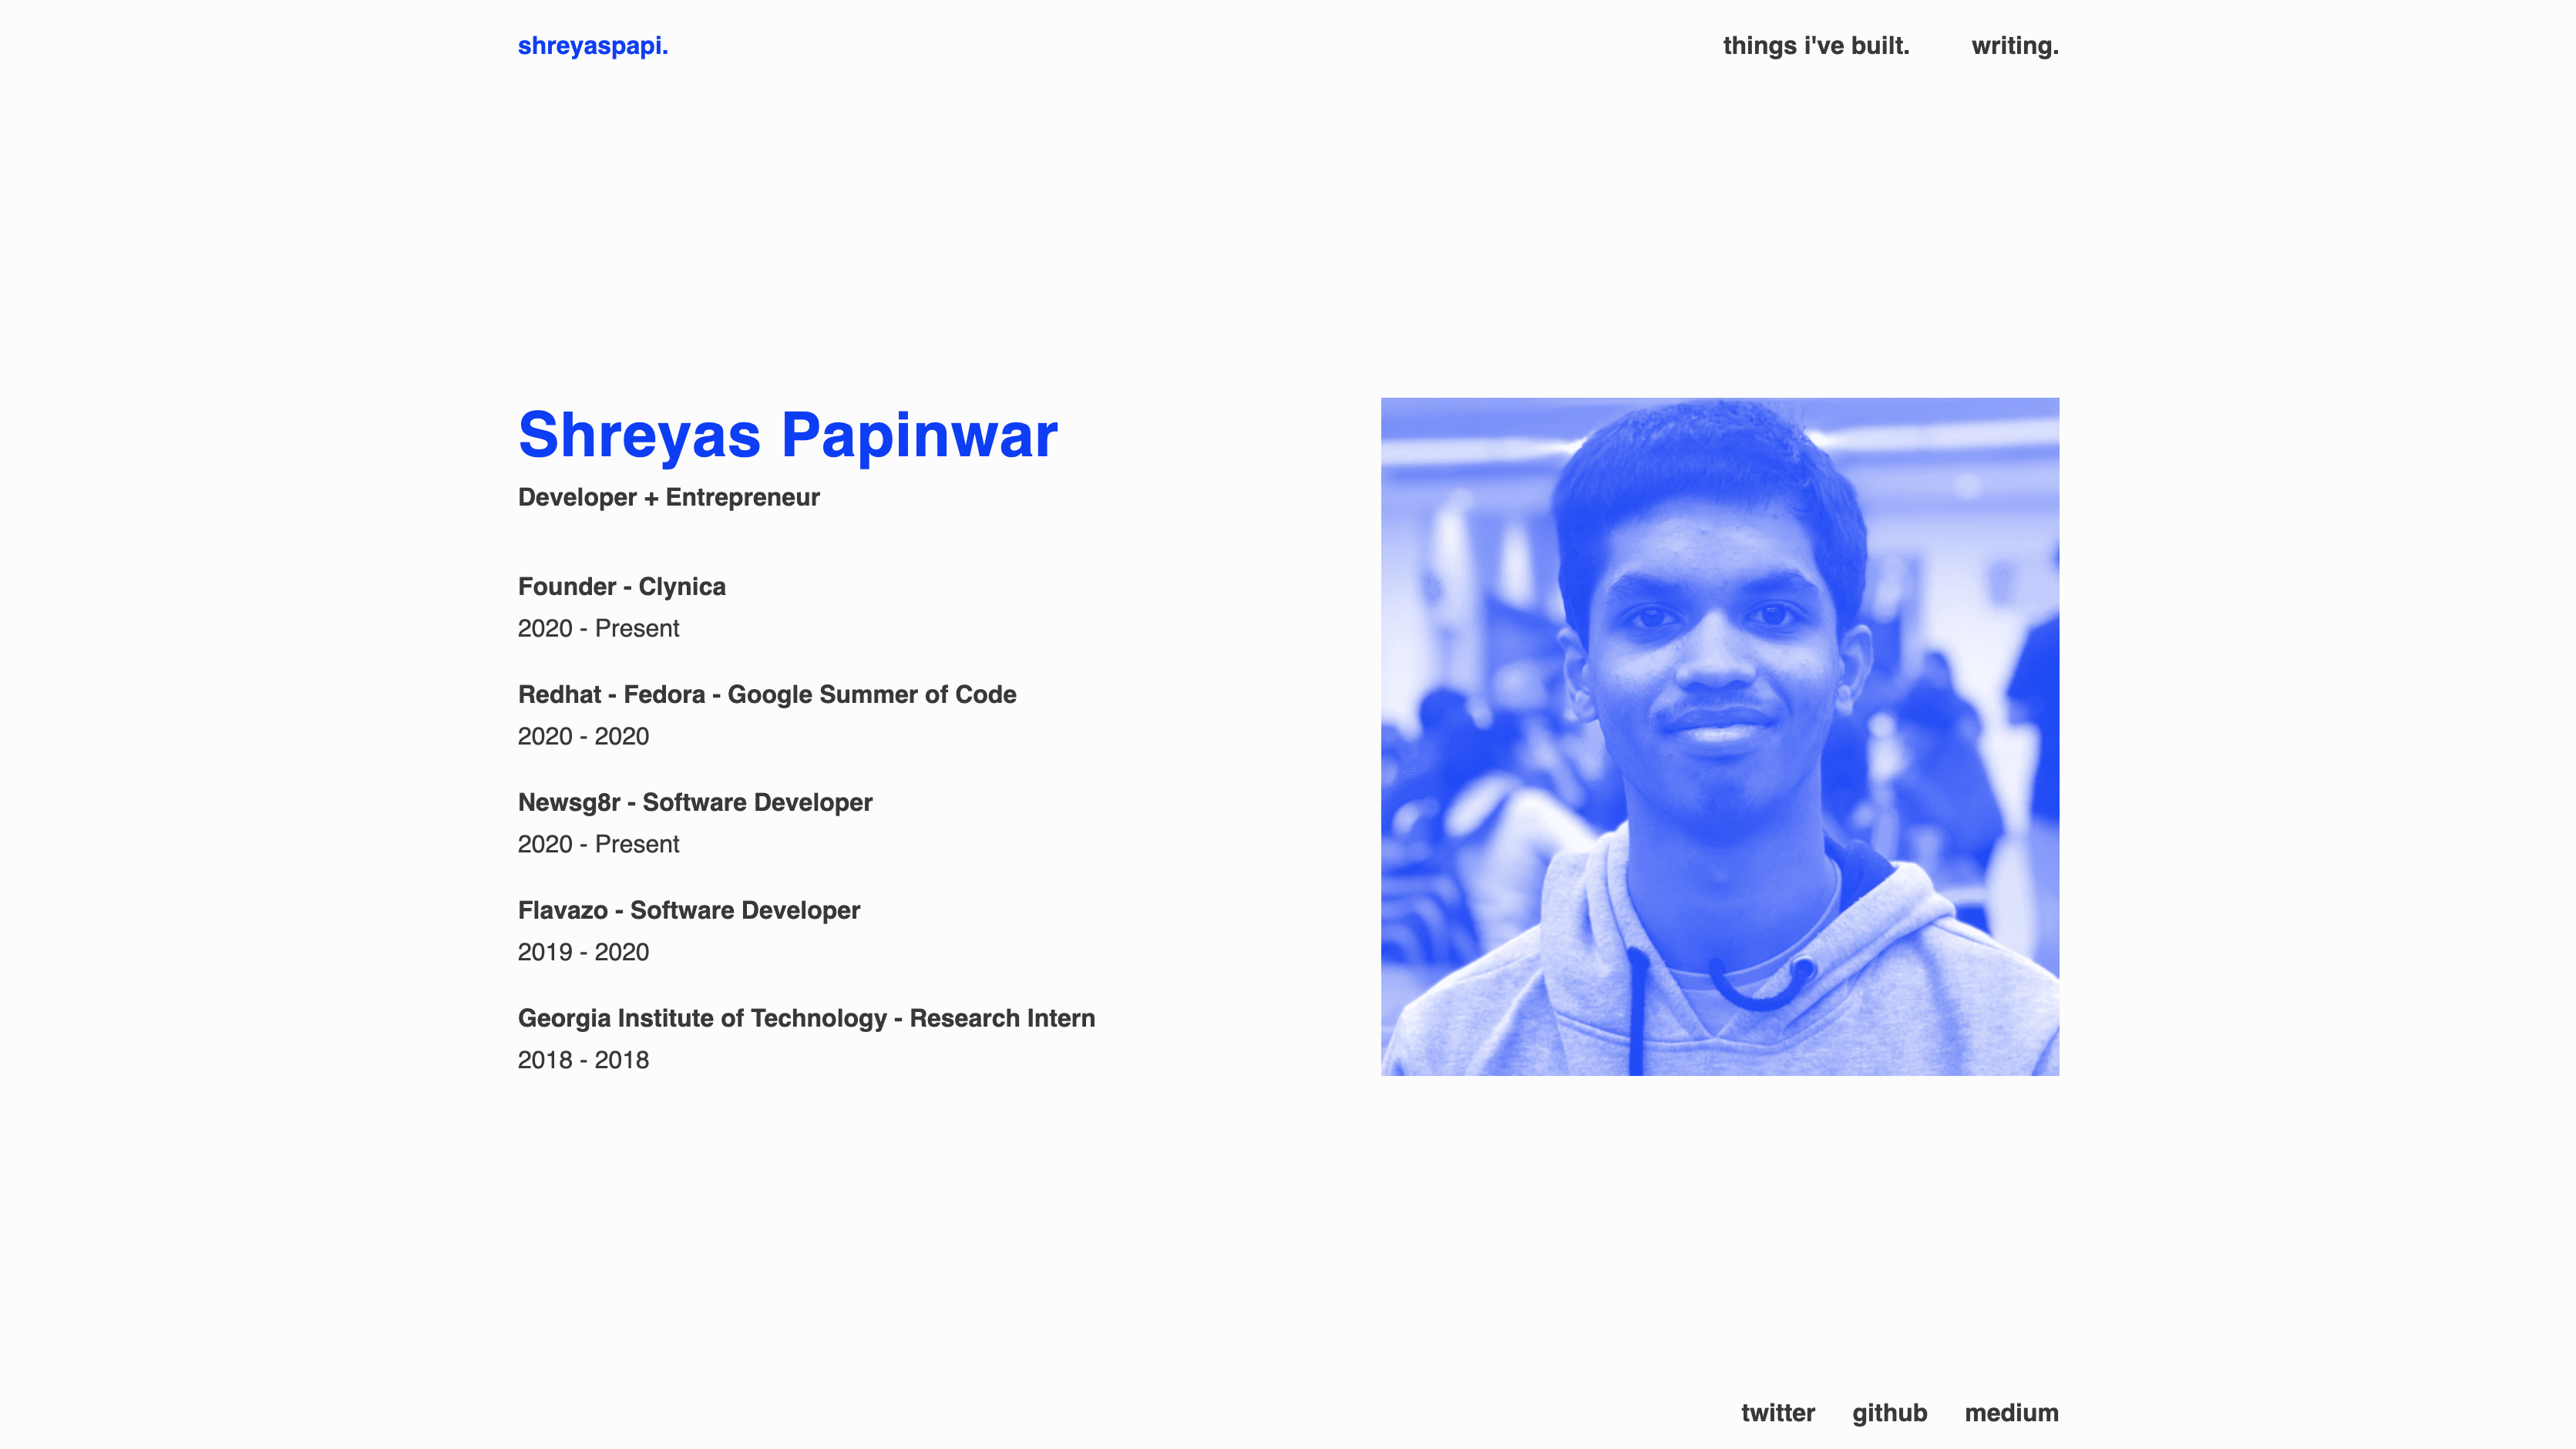 shreyaspapi.
things i've built.
writing.
Shreyas Papinwar
Developer + Entrepreneur
Founder - Clynica
2020 - Present
Redhat - Fedora - Google Summer of Code
2020 - 2020
Newsg8r - Software Developer
2020 - Present
Flavazo - Software Developer
2019 - 2020
Georgia Institute of Technology - Research Intern
2018 - 2018
twitter
github
medium